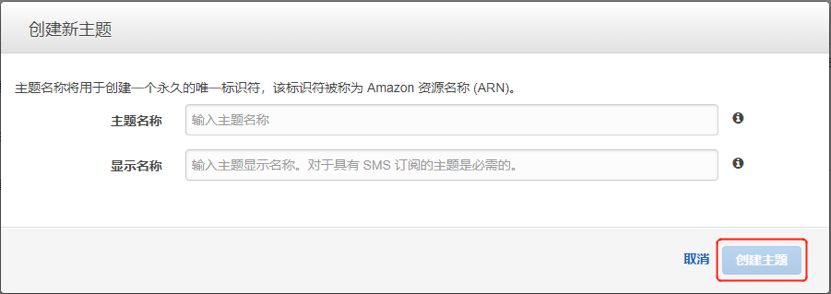 创建新主题
主题名称将用于创建一个永久的唯一标识符，该标识符被称为 Amazon 资源名称 (ARN)。
主题名称 输入主题名称
显示名称 输入主题显示名称。对于具有 SMS 订阅的主题是必需的。
取消 创建主题